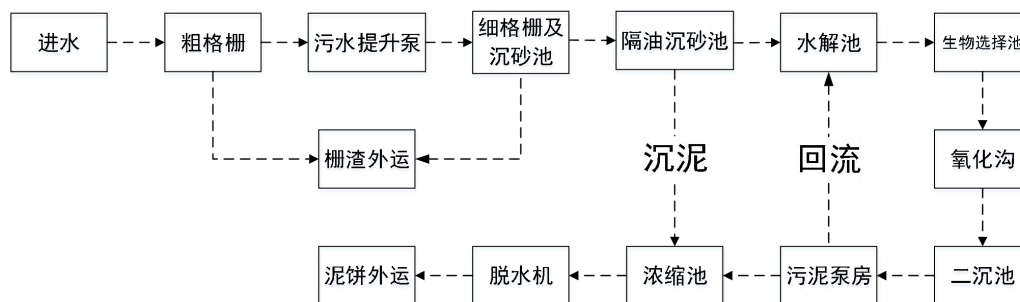 进水
粗格栅
污水提升泵
细格栅及
沉砂池
隔油沉砂池
水解池
生物选择池
栅渣外运
沉泥
回流
氧化沟
泥饼外运
脱水机
浓缩池
污泥泵房
二沉池